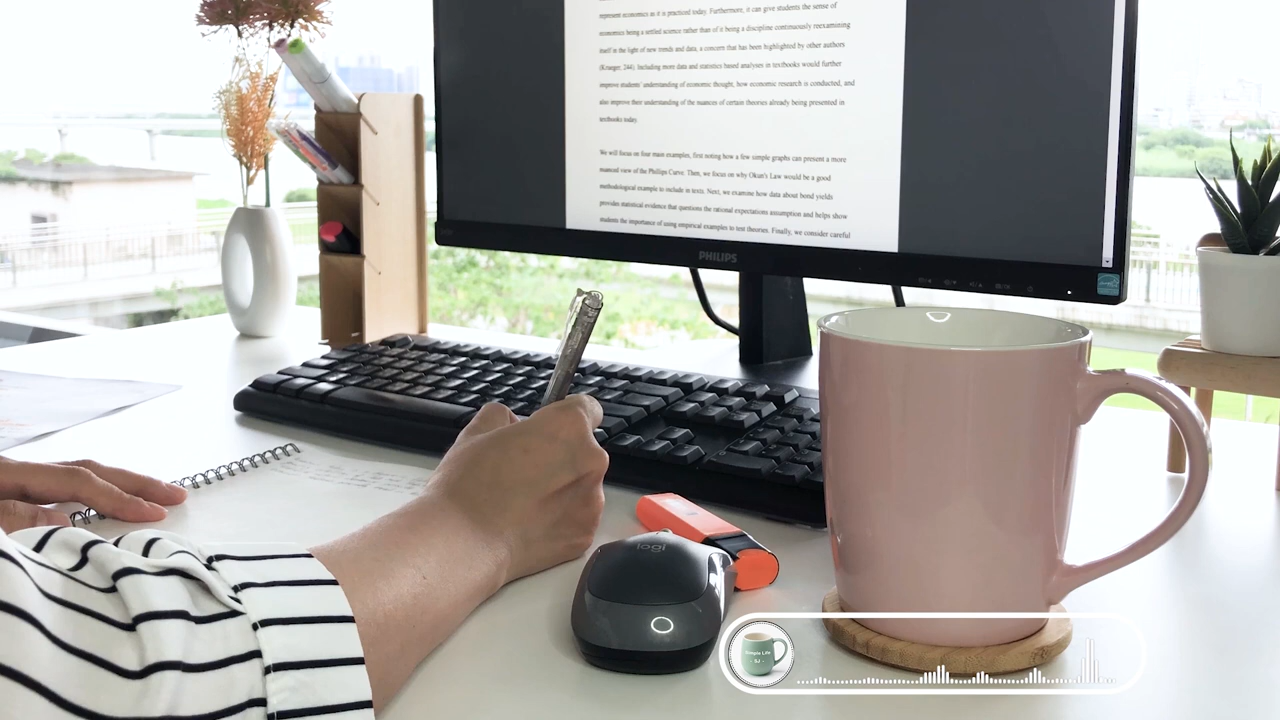 represent economics as it is practiced today. Furthermore, it can give students the sense of
economics being a settled science rather than of it being a discipline continuously reexamining
itself in the light of new trends and data, a concern that has been highlighted by other authors
(Krueger, 244). Including more data and statistics based analyses in textbooks would further
improve students' understanding of economic thought, how economic research is conducted, and
also improve their understanding of the nuances of certain theories already being presented in
textbooks today.
We will focus on four main examples, first noting how a few simple graphs can present a more
nuanced view of the Phillips Curve. Then, we focus on why Okun's Law would be a good
methodological example to include in texts. Next, we examine how data about bond yields
provides statistical evidence that questions the rational expectations assumption and helps show
students the importance of using empirical examples to test theories. Finally, we consider careful
PHILIPS
logi
Simple Life
- SJ -